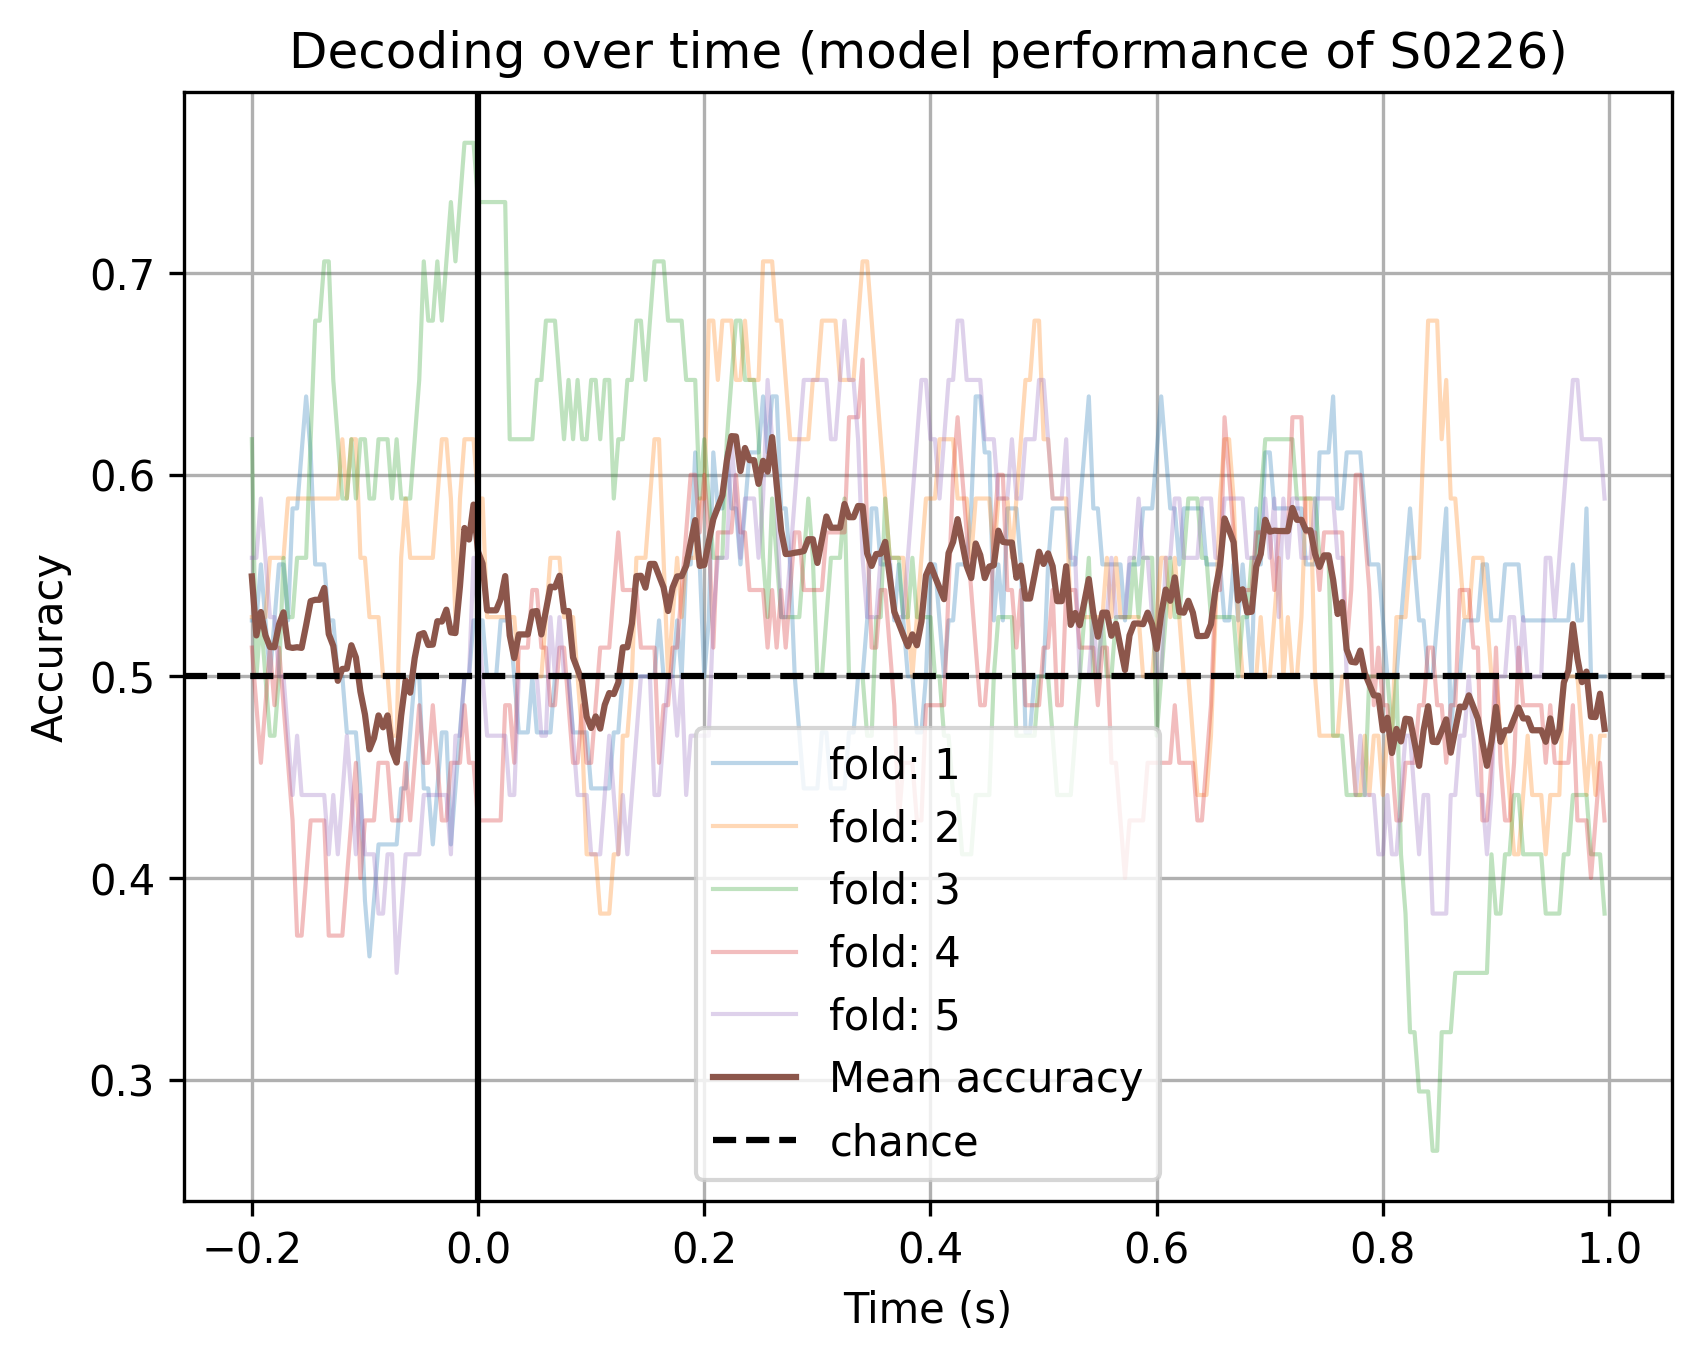 Decoding over time (model performance of S0226)
Accuracy
0.7
0.6
0.5
0.4
0.3
fold: 1
fold: 2
fold: 3
fold: 4
fold: 5
Mean accuracy
chance
−0.2 0.0 0.2 0.4 0.6 0.8 1.0
Time (s)